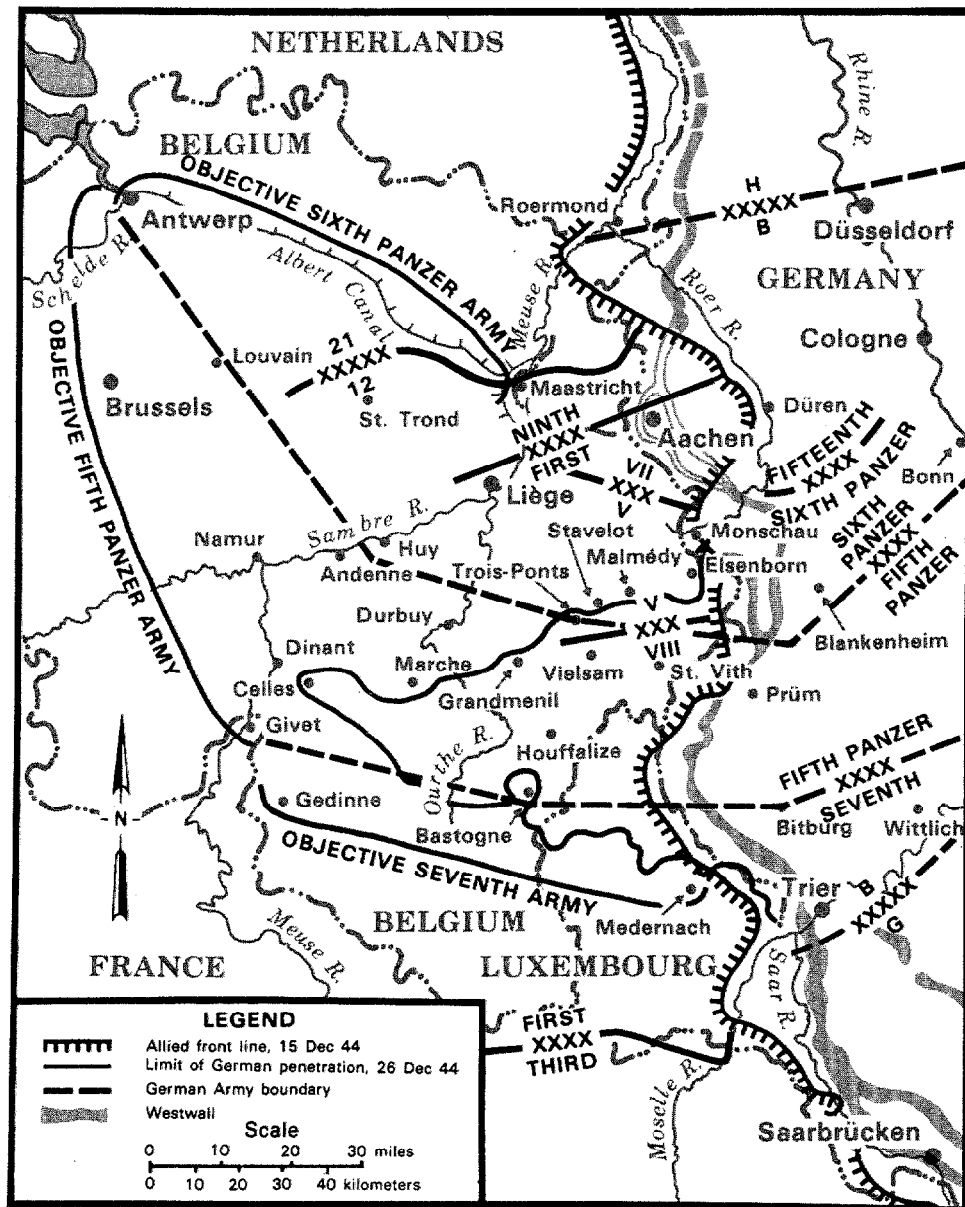 NETHERLANDS
BELGIUM
Rhine R.
OBJECTIVE SIXTH PANZER ARMY
Roermond
H
XXXXX
B
Antwerp
Düsseldorf
Schelde R.
Albert Canal
Meuse R.
Roer R.
GERMANY
Cologne
OBJECTIVE FIFTH PANZER ARMY
Louvain
21
XXXXX
12
Brussels
St. Trond
Maastricht
Aachen
Düren
NINTH
XXXX
FIRST
VII
XXX
V
FIFTEENTH
XXXX
SIXTH PANZER
Bonn
Liège
Stavelot
Monschau
SIXTH
PANZER
XXXX
FIFTH
PANZER
Namur
Sambre R.
Huy
Malmédy
Elsenborn
Andenne
Trois-Ponts
Durbuy
V
XXX
VIII
Blankenheim
Dinant
Marche
Vielsam
St. Vith
Celles
Grandmenil
Prüm
Givet
Ourthe R.
Houffalize
FIFTH PANZER
XXXX
SEVENTH
N
Gedinne
Bastogne
Bitburg
Wittlich
OBJECTIVE SEVENTH ARMY
Trier
B
XXXXX
G
BELGIUM
Medernach
Meuse R.
FRANCE
LUXEMBOURG
Saar R.
FIRST
XXXX
THIRD
Moselle R.
Saarbrücken
LEGEND
Allied front line, 15 Dec 44
Limit of German penetration, 26 Dec 44
German Army boundary
Westwall
Scale
0 10 20 30 miles
0 10 20 30 40 kilometers